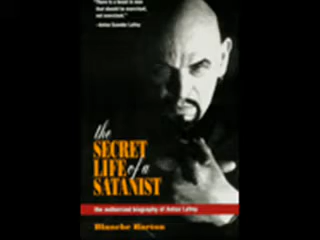 "There is a beast in man
that should be exercised,
not exorcised."
- Anton Szandor LaVey
the
SECRET
LIFE of a
SATANIST
the authorized biography of Anton LaVey
Blanche Barton